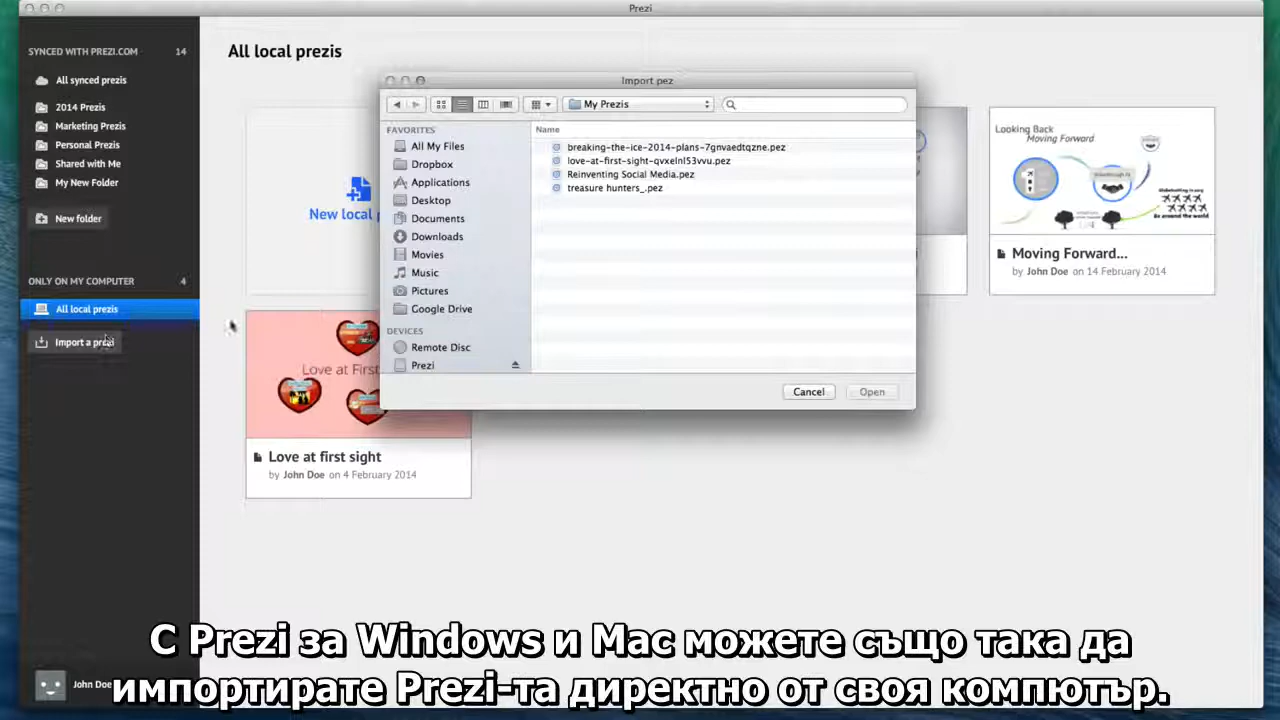 Prezi
SYNCED WITH PREZI.COM 14
All synced prezis
2014 Prezis
Marketing Prezis
Personal Prezis
Shared with Me
My New Folder
New folder
ONLY ON MY COMPUTER 4
All local prezis
Import a prezi
John Doe
All local prezis
New local
Import pez
My Prezis
FAVORITES
All My Files
Dropbox
Applications
Desktop
Documents
Downloads
Movies
Music
Pictures
Google Drive
DEVICES
Remote Disc
Prezi
Name
breaking-the-ice-2014-plans-7gnvaedtqzne.pez
love-at-first-sight-qvxelnl53vvu.pez
Reinventing Social Media.pez
treasure hunters_.pez
Cancel Open
Looking Back
Moving Forward
Moving Forward...
by John Doe on 14 February 2014
Love at First
Love at first sight
by John Doe on 4 February 2014
С Prezi за Windows и Mac можете също така да
импортирате Prezi-та директно от своя компютър.